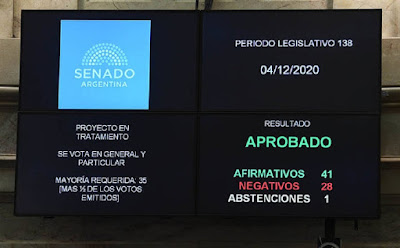 SENADO
ARGENTINA
PERIODO LEGISLATIVO 138
04/12/2020
PROYECTO EN
TRATAMIENTO
SE VOTA EN GENERAL Y
PARTICULAR
MAYORÍA REQUERIDA: 35
[MAS ½ DE LOS VOTOS
EMITIDOS]
RESULTADO
APROBADO
AFIRMATIVOS 41
NEGATIVOS 28
ABSTENCIONES 1